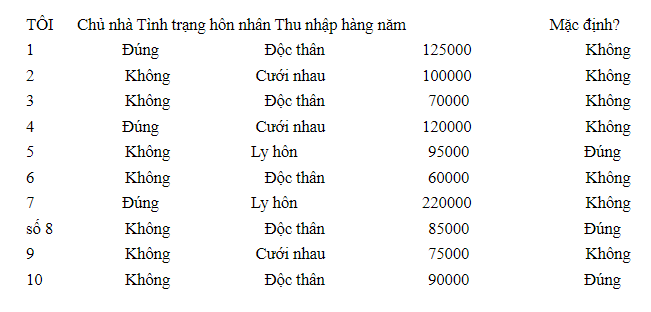 TÔI Chủ nhà Tình trạng hôn nhân Thu nhập hàng năm Mặc định?
1 Đúng Độc thân 125000 Không
2 Không Cưới nhau 100000 Không
3 Không Độc thân 70000 Không
4 Đúng Cưới nhau 120000 Không
5 Không Ly hôn 95000 Đúng
6 Không Độc thân 60000 Không
7 Đúng Ly hôn 220000 Không
số 8 Không Độc thân 85000 Đúng
9 Không Cưới nhau 75000 Không
10 Không Độc thân 90000 Đúng